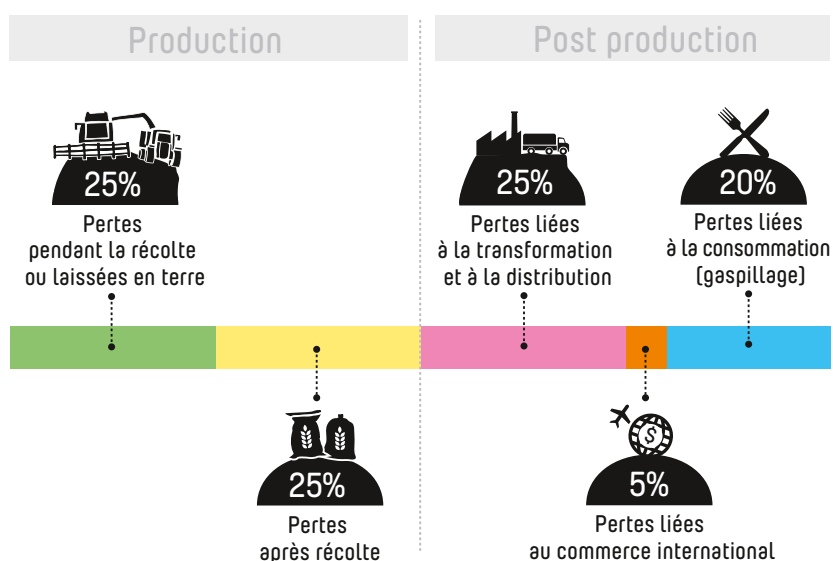 Production
Post production
25%
Pertes
pendant la récolte
ou laissées en terre
25%
Pertes liées
à la transformation
et à la distribution
20%
Pertes liées
à la consommation
(gaspillage)
25%
Pertes
après récolte
$
5%
Pertes liées
au commerce international